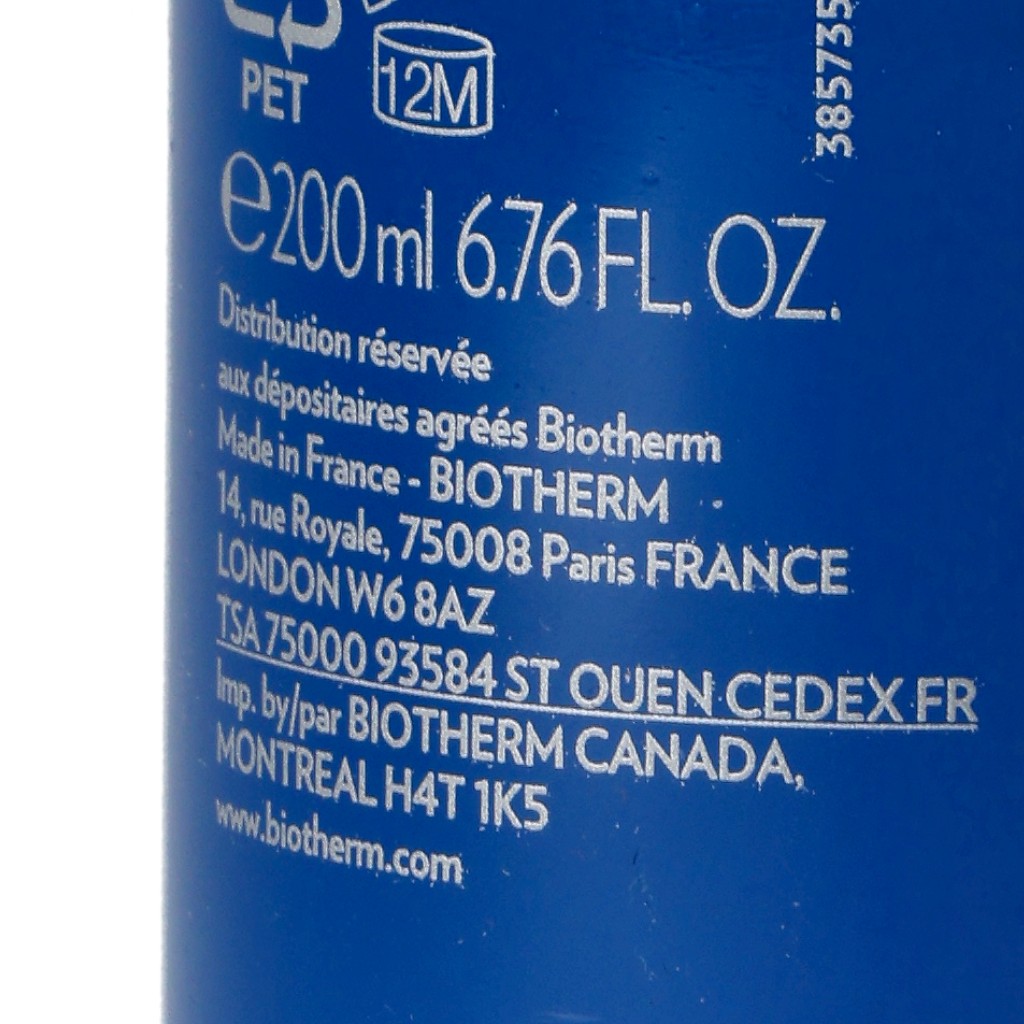 PET
12M
385735
℮200 ml 6.76 FL. OZ.
Distribution réservée
aux dépositaires agréés Biotherm
Made in France - BIOTHERM
14, rue Royale, 75008 Paris FRANCE
LONDON W6 8AZ
TSA 75000 93584 ST OUEN CEDEX FR
Imp. by/par BIOTHERM CANADA,
MONTREAL H4T 1K5
www.biotherm.com